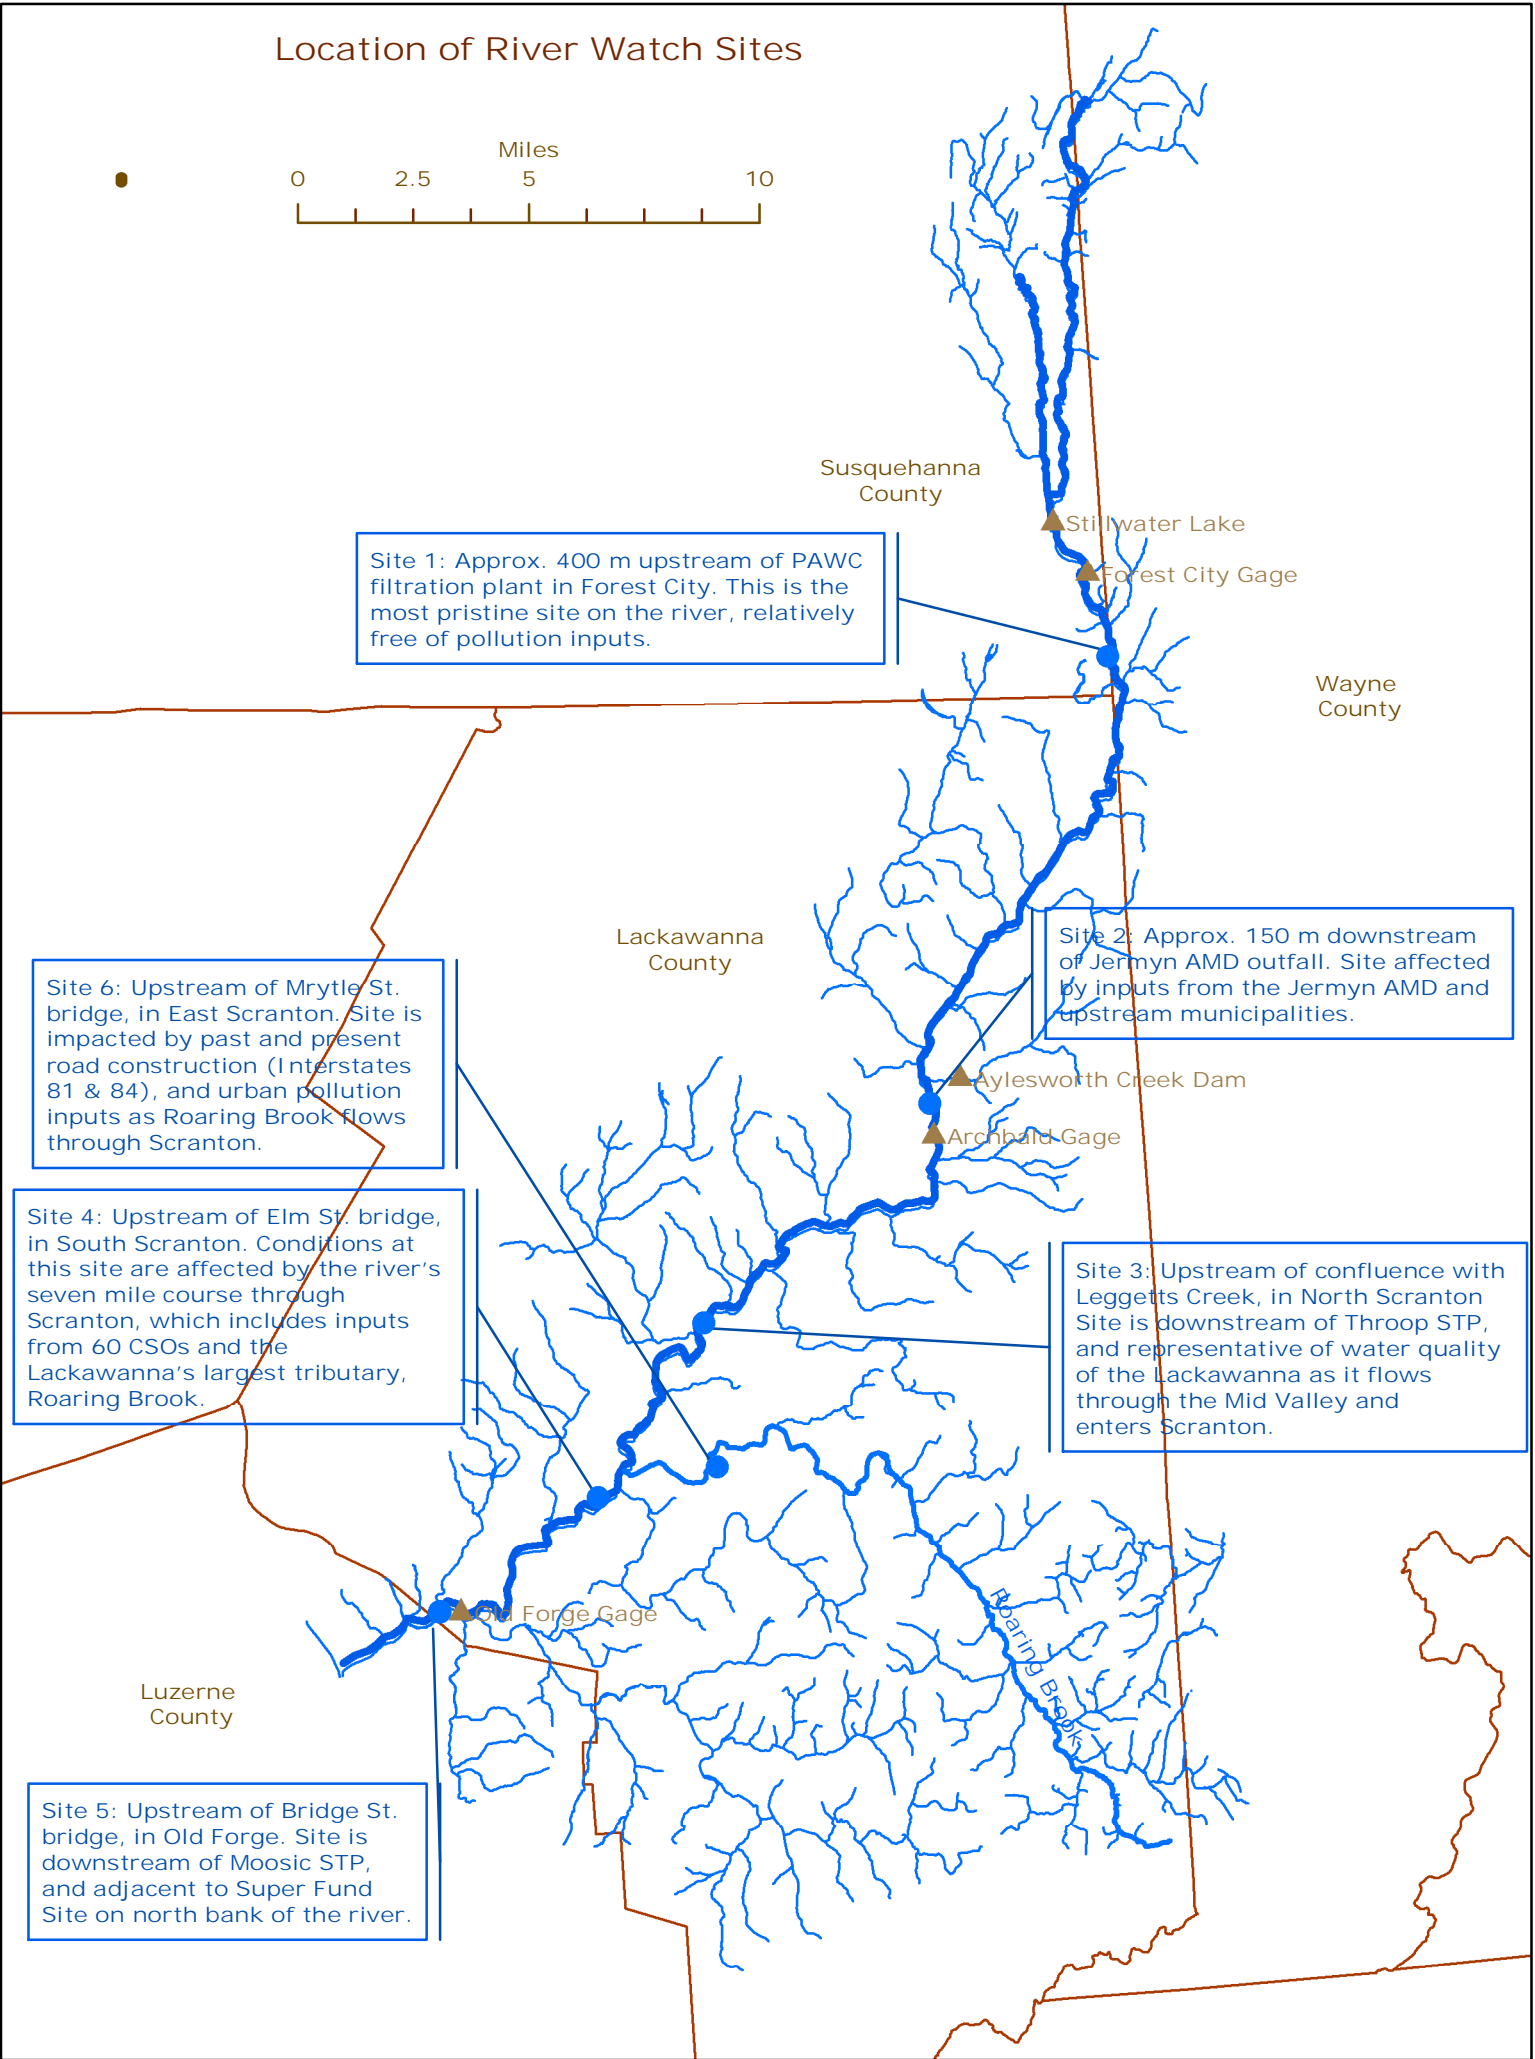 Location of River Watch Sites
Miles
0 2.5 5 10
Susquehanna
County
Stillwater Lake
Forest City Gage
Site 1: Approx. 400 m upstream of PAWC
filtration plant in Forest City. This is the
most pristine site on the river, relatively
free of pollution inputs.
Wayne
County
Lackawanna
County
Site 2: Approx. 150 m downstream
of Jermyn AMD outfall. Site affected
by inputs from the Jermyn AMD and
upstream municipalities.
Site 6: Upstream of Mrytle St.
bridge, in East Scranton. Site is
impacted by past and present
road construction (Interstates
81 & 84), and urban pollution
inputs as Roaring Brook flows
through Scranton.
Aylesworth Creek Dam
Archbald Gage
Site 4: Upstream of Elm St. bridge,
in South Scranton. Conditions at
this site are affected by the river's
seven mile course through
Scranton, which includes inputs
from 60 CSOs and the
Lackawanna's largest tributary,
Roaring Brook.
Site 3: Upstream of confluence with
Leggetts Creek, in North Scranton
Site is downstream of Throop STP,
and representative of water quality
of the Lackawanna as it flows
through the Mid Valley and
enters Scranton.
Old Forge Gage
Roaring Brook
Luzerne
County
Site 5: Upstream of Bridge St.
bridge, in Old Forge. Site is
downstream of Moosic STP,
and adjacent to Super Fund
Site on north bank of the river.